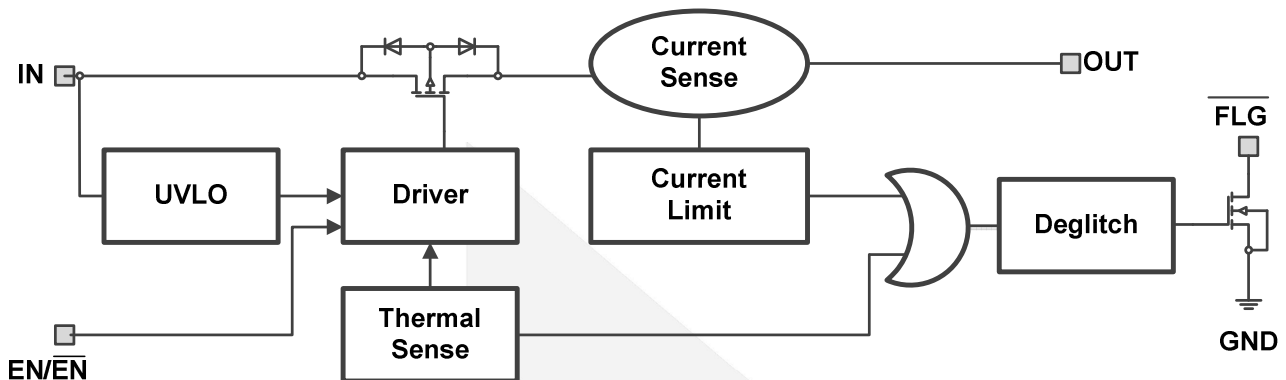 Current
Sense
IN
OUT
FLG
UVLO
Driver
Current
Limit
Deglitch
Thermal
Sense
EN/EN
GND